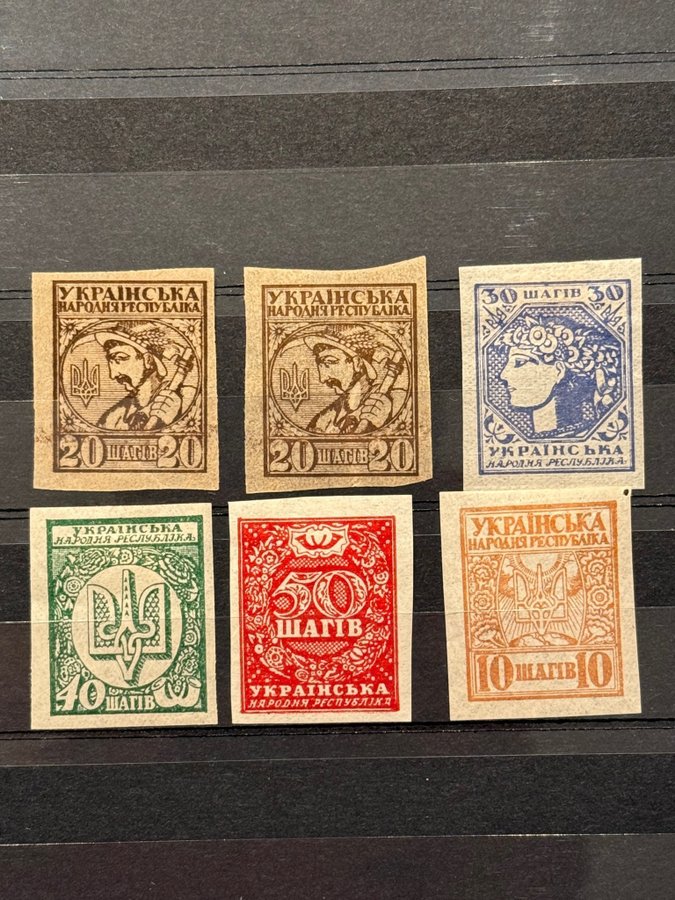 УКРАЇНСЬКА
НАРОДНЯ РЕСПУБЛІКА
20 ШАГІВ 20
УКРАЇНСЬКА
НАРОДНЯ РЕСПУБЛІКА
20 ШАГІВ 20
30 ШАГІВ 30
УКРАЇНСЬКА
НАРОДНЯ РЕСПУБЛІКА.
УКРАЇНСЬКА
НАРОДНЯ РЕСПУБЛІКА.
40 ШАГІВ
50
ШАГІВ
УКРАЇНСЬКА
НАРОДНЯ РЕСПУБЛІКА
УКРАЇНСЬКА
НАРОДНЯ РЕСПУБЛІКА
10 ШАГІВ 10